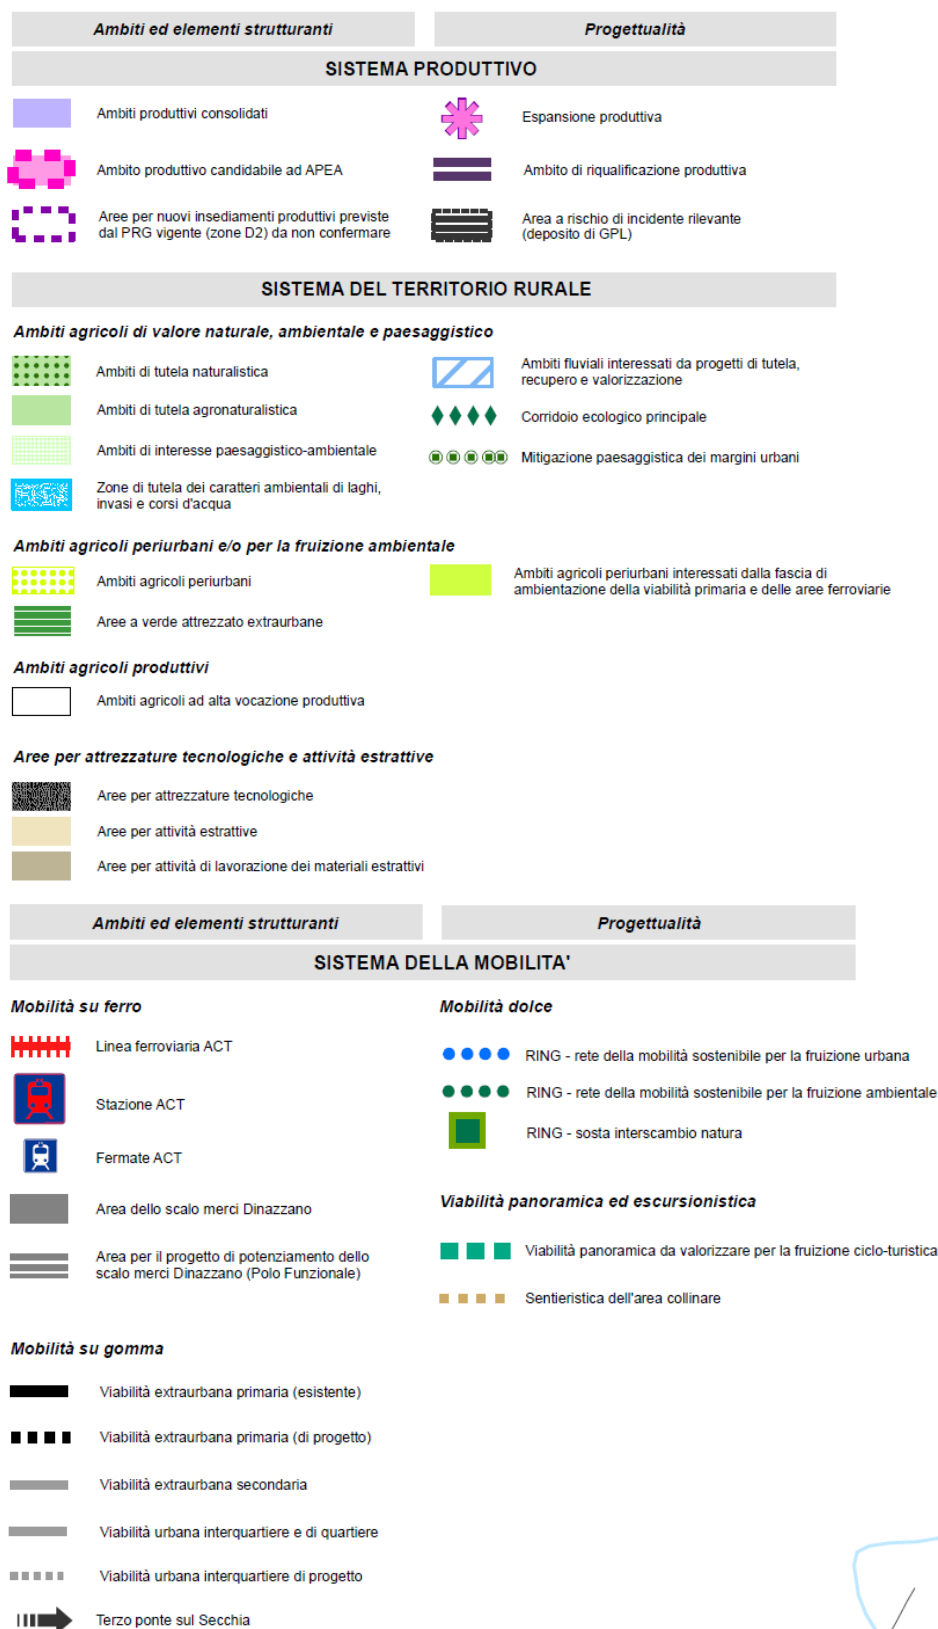 Ambiti ed elementi strutturanti
Progettualità
SISTEMA PRODUTTIVO
Ambiti produttivi consolidati
Espansione produttiva
Ambito produttivo candidabile ad APEA
Ambito di riqualificazione produttiva
Aree per nuovi insediamenti produttivi previste
dal PRG vigente (zone D2) da non confermare
Area a rischio di incidente rilevante
(deposito di GPL)
SISTEMA DEL TERRITORIO RURALE
Ambiti agricoli di valore naturale, ambientale e paesaggistico
Ambiti di tutela naturalistica
Ambiti fluviali interessati da progetti di tutela,
recupero e valorizzazione
Ambiti di tutela agronaturalistica
Corridoio ecologico principale
Ambiti di interesse paesaggistico-ambientale
Mitigazione paesaggistica dei margini urbani
Zone di tutela dei caratteri ambientali di laghi,
invasi e corsi d'acqua
Ambiti agricoli periurbani e/o per la fruizione ambientale
Ambiti agricoli periurbani
Ambiti agricoli periurbani interessati dalla fascia di
ambientazione della viabilità primaria e delle aree ferroviarie
Aree a verde attrezzato extraurbane
Ambiti agricoli produttivi
Ambiti agricoli ad alta vocazione produttiva
Aree per attrezzature tecnologiche e attività estrattive
Aree per attrezzature tecnologiche
Aree per attività estrattive
Aree per attività di lavorazione dei materiali estrattivi
Ambiti ed elementi strutturanti
Progettualità
SISTEMA DELLA MOBILITA'
Mobilità su ferro
Mobilità dolce
Linea ferroviaria ACT
RING - rete della mobilità sostenibile per la fruizione urbana
Stazione ACT
RING - rete della mobilità sostenibile per la fruizione ambientale
RING - sosta interscambio natura
Fermate ACT
Area dello scalo merci Dinazzano
Viabilità panoramica ed escursionistica
Area per il progetto di potenziamento dello
scalo merci Dinazzano (Polo Funzionale)
Viabilità panoramica da valorizzare per la fruizione ciclo-turistica
Sentieristica dell'area collinare
Mobilità su gomma
Viabilità extraurbana primaria (esistente)
Viabilità extraurbana primaria (di progetto)
Viabilità extraurbana secondaria
Viabilità urbana interquartiere e di quartiere
Viabilità urbana interquartiere di progetto
Terzo ponte sul Secchia